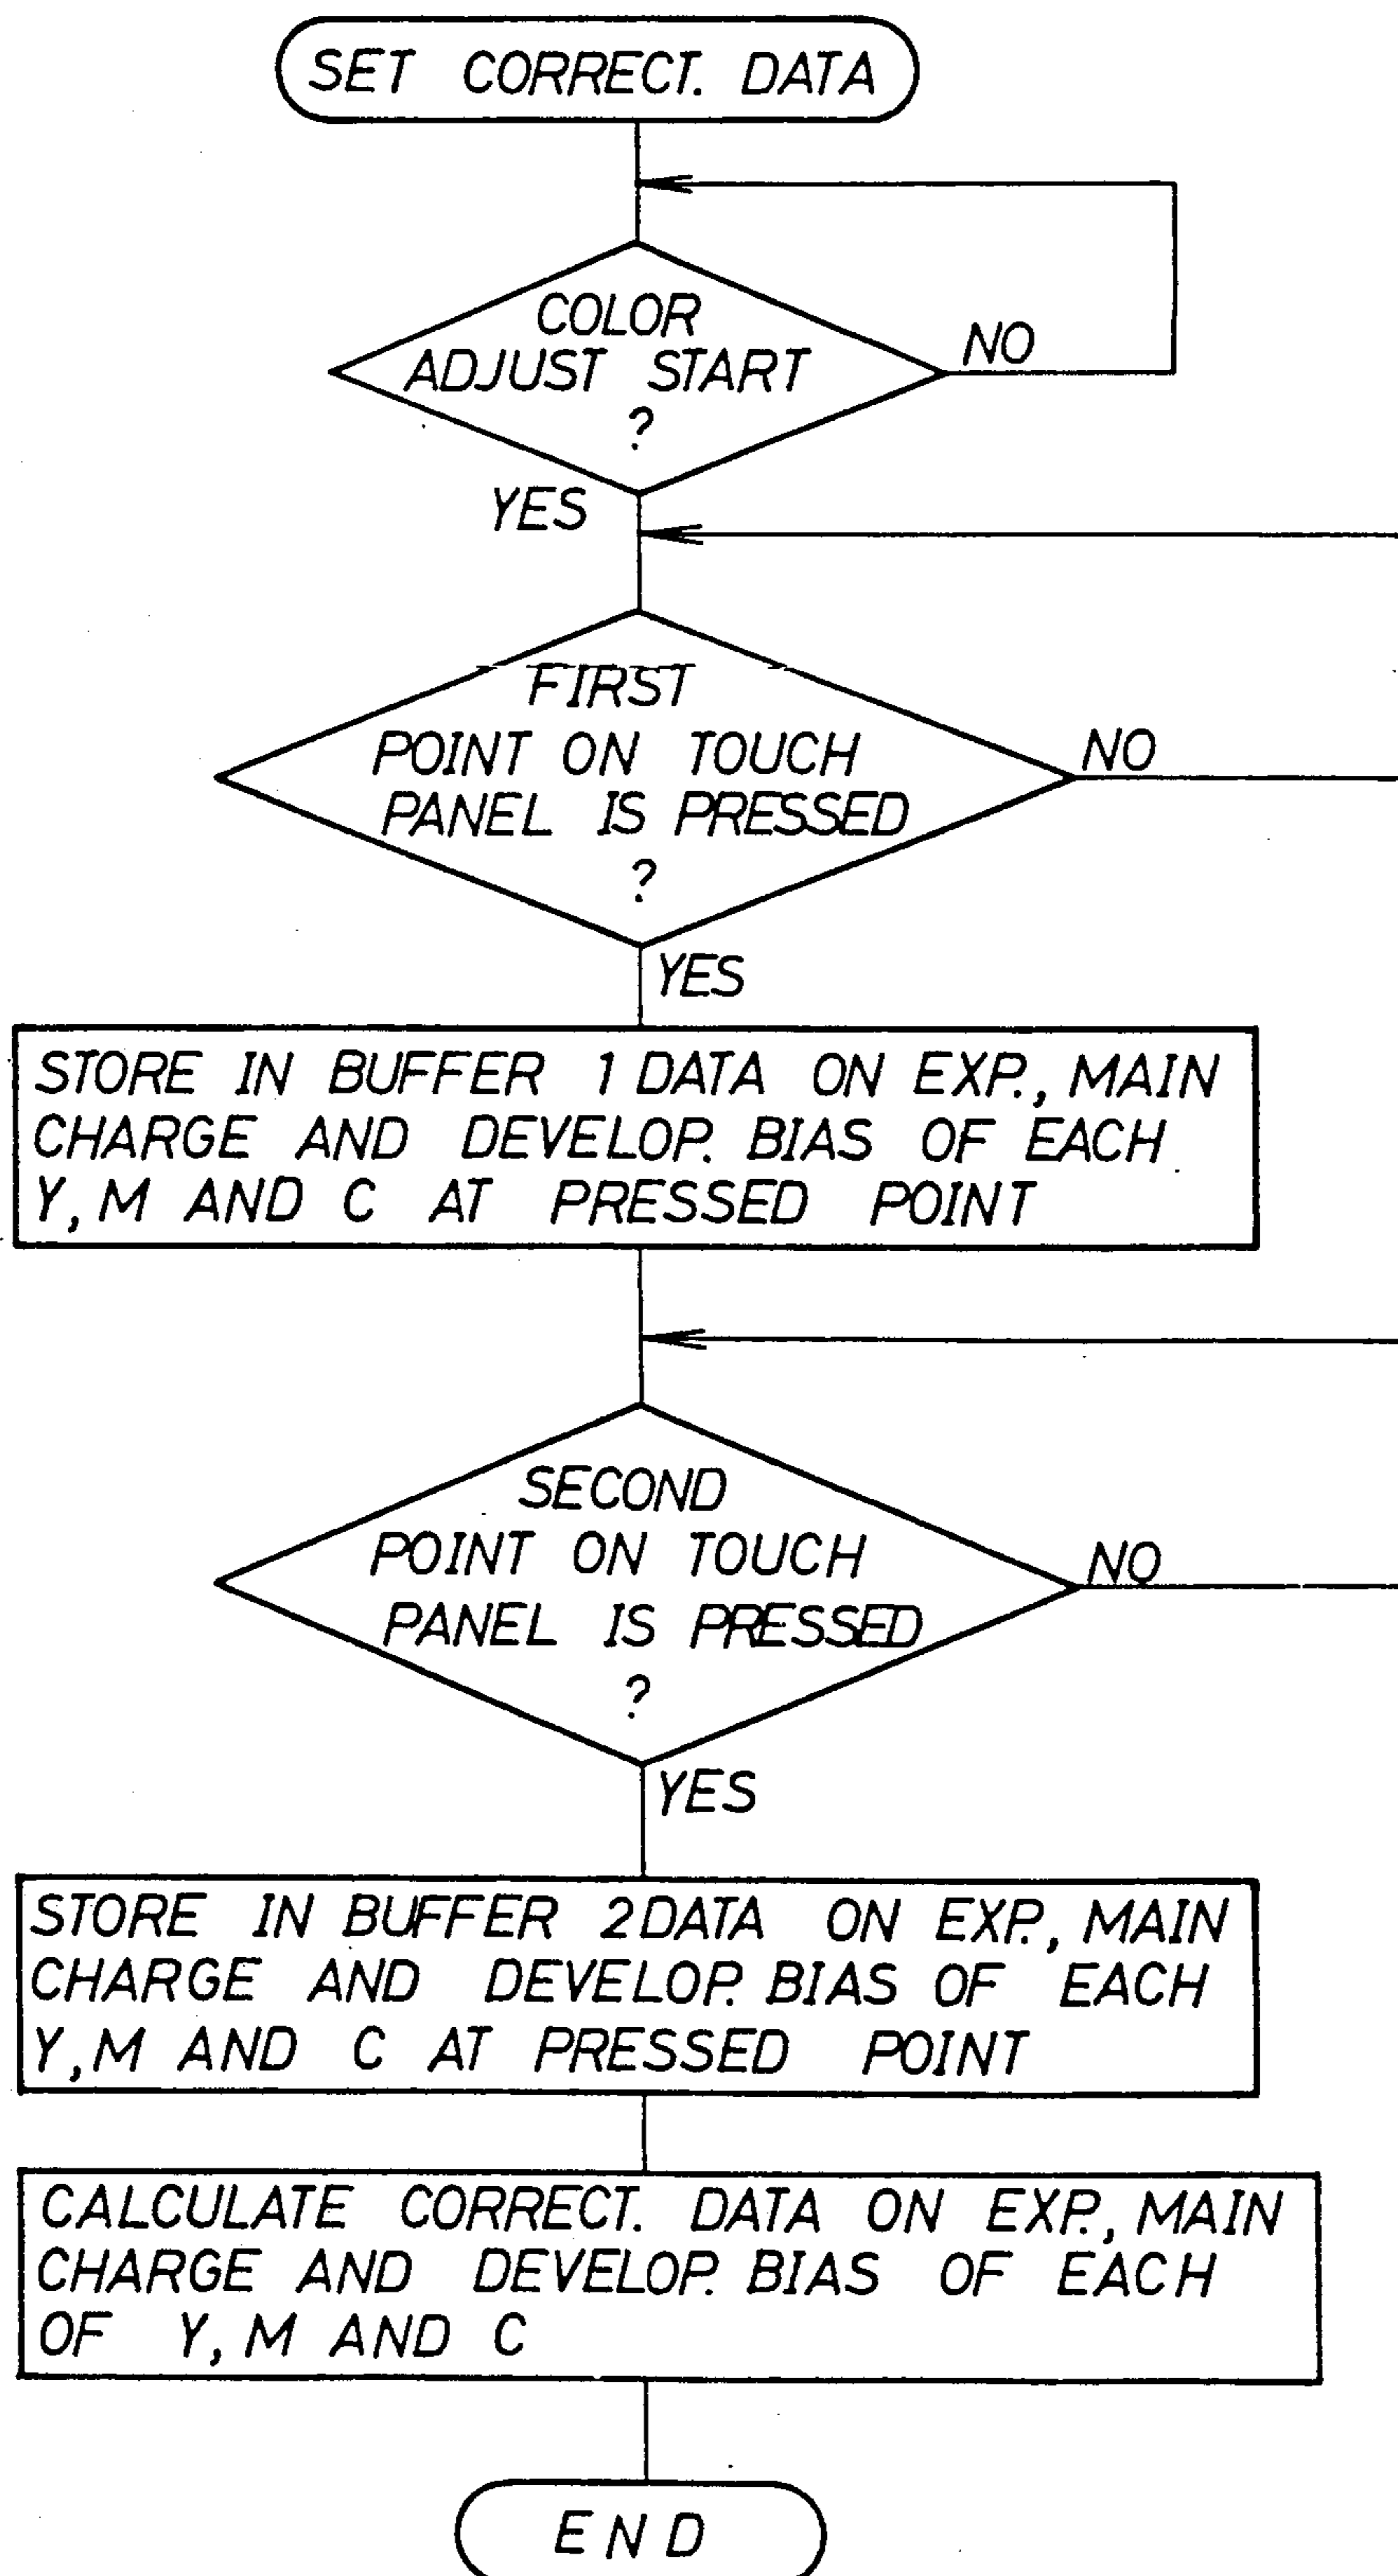 SET CORRECT. DATA
COLOR
ADJUST START
?
NO
YES
FIRST
POINT ON TOUCH
PANEL IS PRESSED
?
NO
YES
STORE IN BUFFER 1 DATA ON EXP., MAIN
CHARGE AND DEVELOP. BIAS OF EACH
Y, M AND C AT PRESSED POINT
SECOND
POINT ON TOUCH
PANEL IS PRESSED
?
NO
YES
STORE IN BUFFER 2 DATA ON EXP., MAIN
CHARGE AND DEVELOP. BIAS OF EACH
Y, M AND C AT PRESSED POINT
CALCULATE CORRECT. DATA ON EXP., MAIN
CHARGE AND DEVELOP. BIAS OF EACH
OF Y, M AND C
END